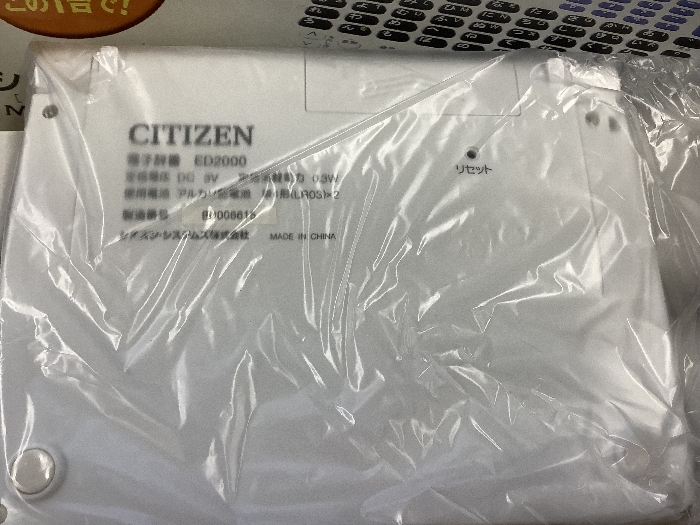 この1台で!
CITIZEN
電子辞書 ED2000
定格電圧 DC 3V 定格消費電力 0.3W
使用電池 アルカリ乾電池 単4形(LR03)×2
製造番号
シチズン・システムズ株式会社 MADE IN CHINA
リセット